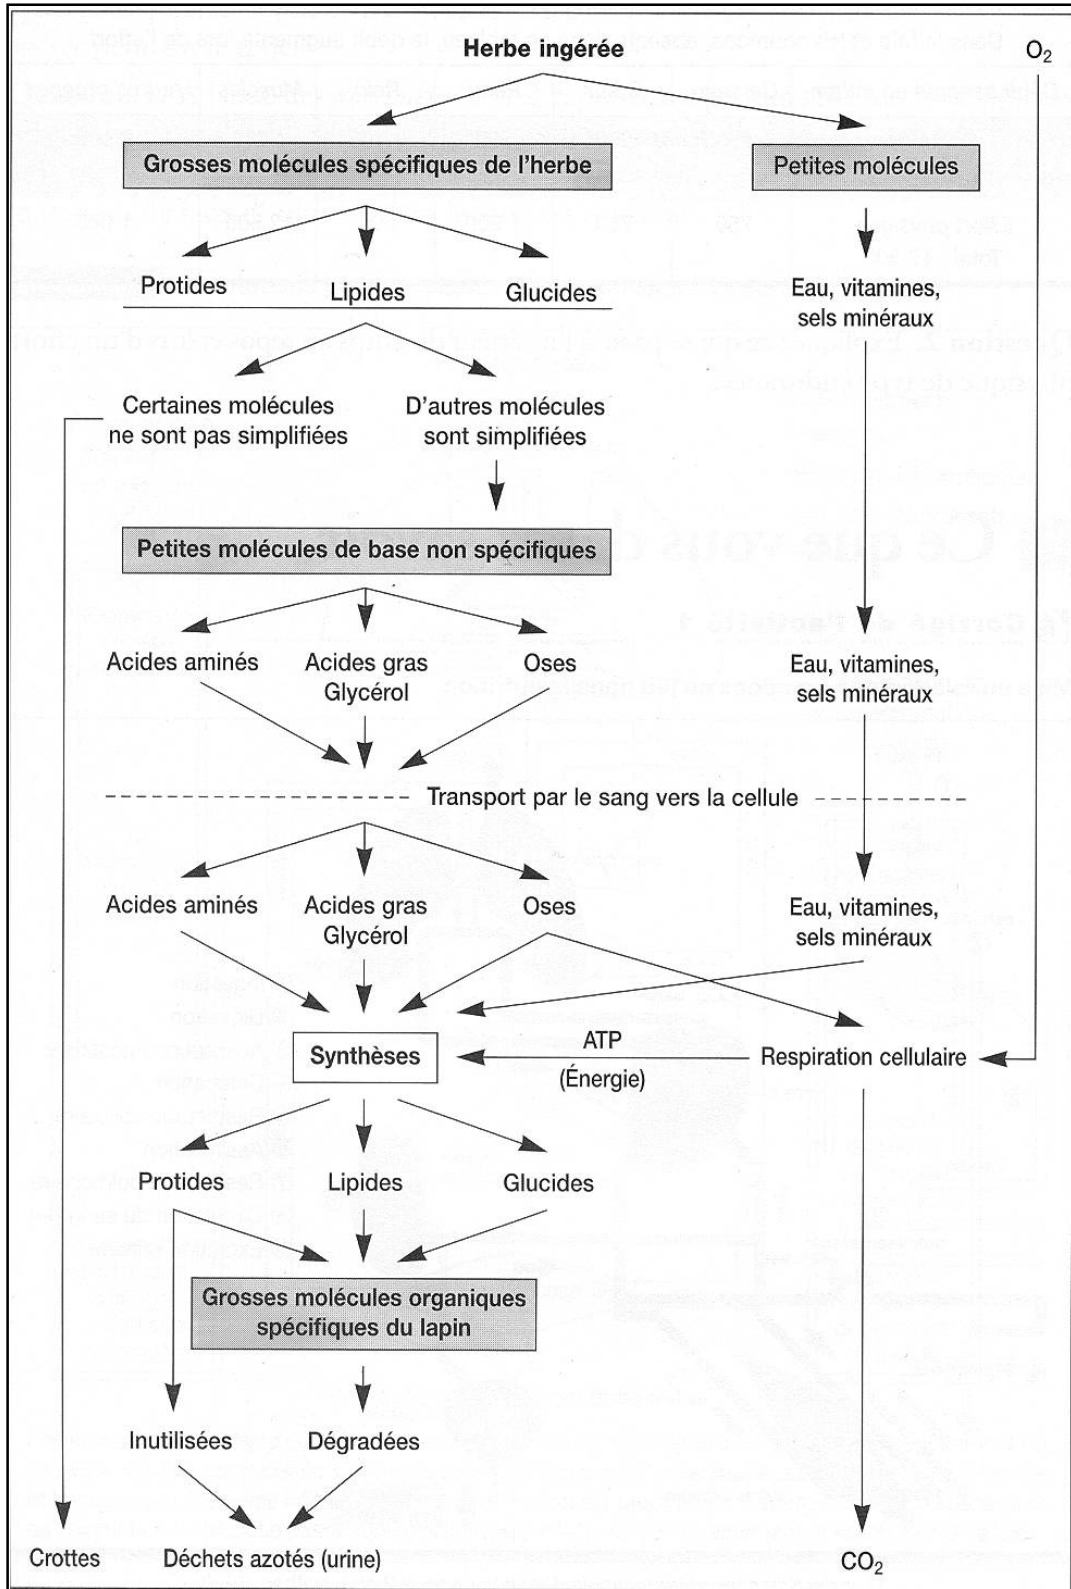 Herbe ingérée
O2
Grosses molécules spécifiques de l'herbe
Petites molécules
Protides
Lipides
Glucides
Eau, vitamines,
sels minéraux
Certaines molécules
ne sont pas simplifiées
D'autres molécules
sont simplifiées
Petites molécules de base non spécifiques
Acides aminés
Acides gras
Glycérol
Oses
Eau, vitamines,
sels minéraux
Transport par le sang vers la cellule
Acides aminés
Acides gras
Glycérol
Oses
Eau, vitamines,
sels minéraux
Synthèses
ATP
(Énergie)
Respiration cellulaire
Protides
Lipides
Glucides
Grosses molécules organiques
spécifiques du lapin
Inutilisées
Dégradées
Crottes
Déchets azotés (urine)
CO2